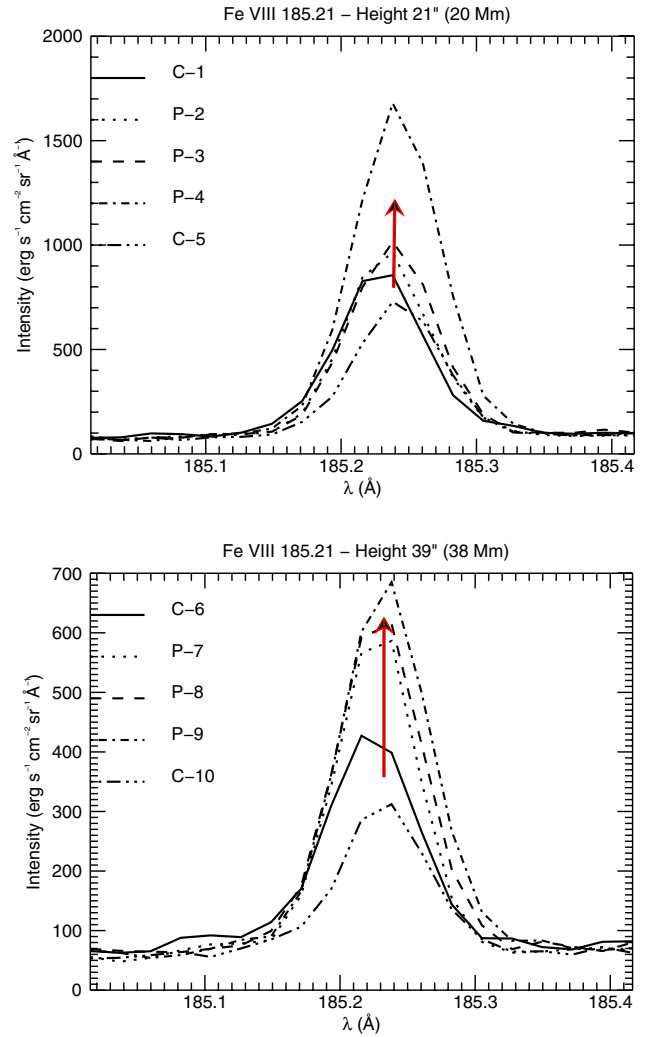 Fe VIII 185.21 − Height 21" (20 Mm)
2000
1500
1000
500
0
Intensity (erg s⁻¹ cm⁻² sr⁻¹ Å⁻¹)
C−1
P−2
P−3
P−4
C−5
185.1 185.2 185.3 185.4
λ (Å)
Fe VIII 185.21 − Height 39" (38 Mm)
700
600
500
400
300
200
100
0
Intensity (erg s⁻¹ cm⁻² sr⁻¹ Å⁻¹)
C−6
P−7
P−8
P−9
C−10
185.1 185.2 185.3 185.4
λ (Å)